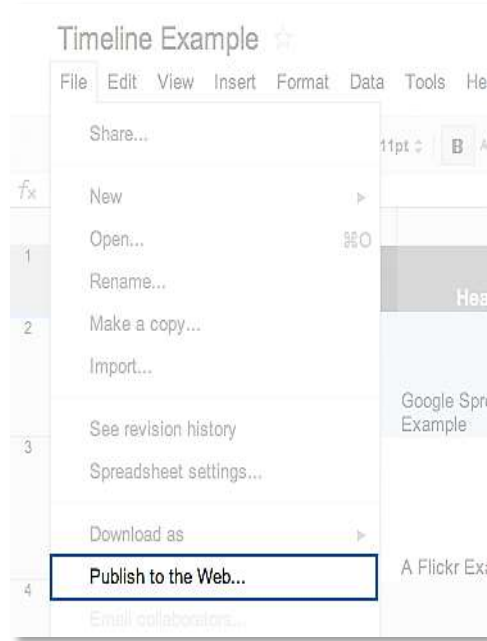 Timeline Example
File Edit View Insert Format Data Tools He
Share...
11pt B A
fx
New
Open... ⌘O
1
Rename...
Hea
2
Make a copy...
Import...
Google Spre
Example
See revision history
3
Spreadsheet settings...
Download as
A Flickr Exa
Publish to the Web...
4
Email collaborators...